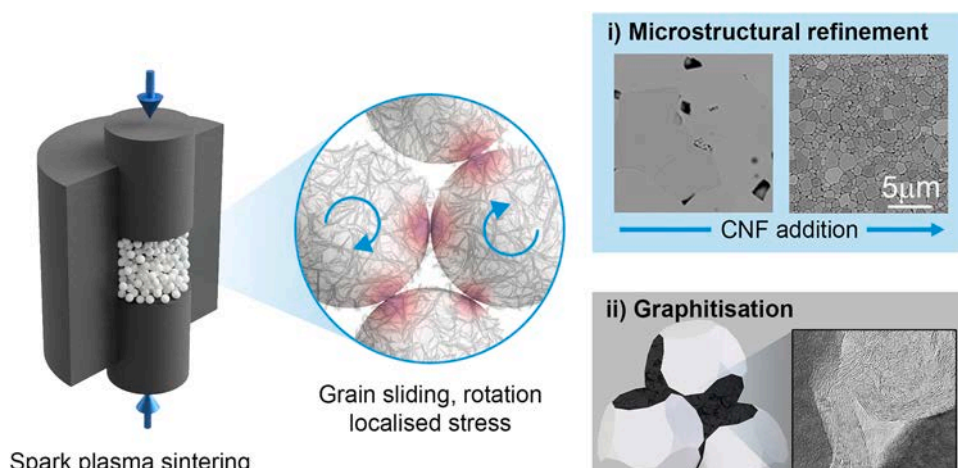 Spark plasma sintering
Grain sliding, rotation
localised stress
i) Microstructural refinement
5μm
CNF addition
ii) Graphitisation